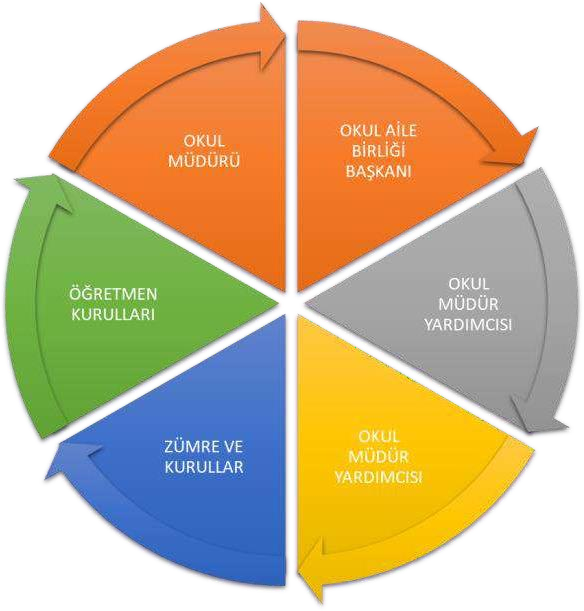 OKUL
MÜDÜRÜ
OKUL AİLE
BİRLİĞİ
BAŞKANI
OKUL
MÜDÜR
YARDIMCISI
OKUL
MÜDÜR
YARDIMCISI
ZÜMRE VE
KURULLAR
ÖĞRETMEN
KURULLARI